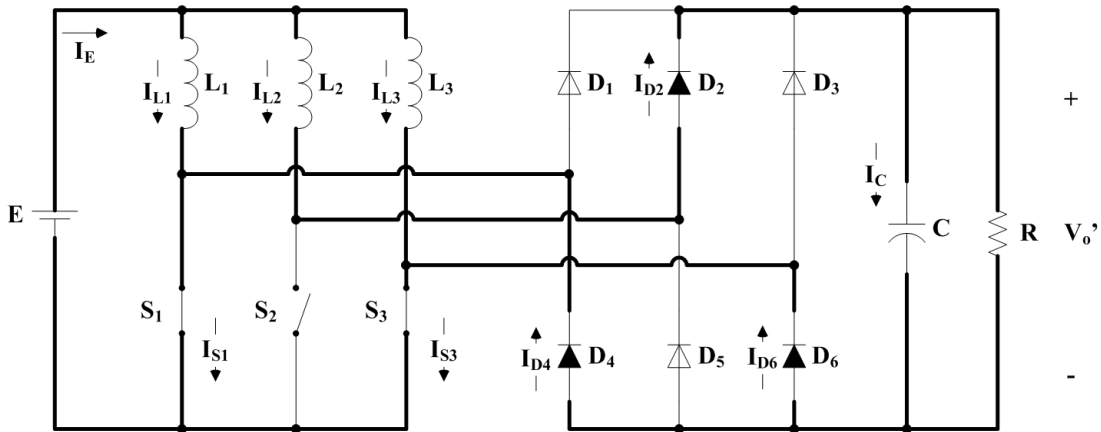 I_E
I_L1 L_1 I_L2 L_2 I_L3 L_3 D_1 I_D2 D_2 D_3
+
I_C
E C R V_o'
S_1 S_2 S_3
I_S1 I_S3 I_D4 D_4 D_5 I_D6 D_6
-